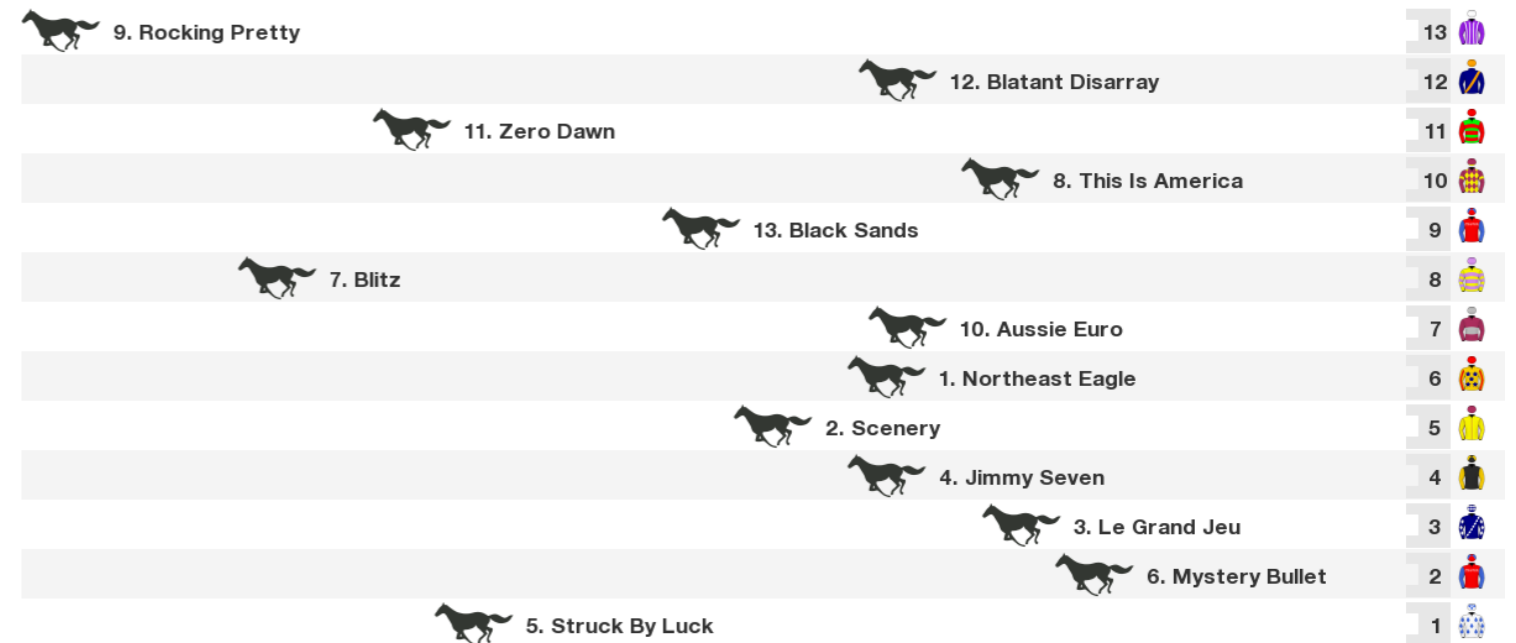 9. Rocking Pretty 13
12. Blatant Disarray 12
11. Zero Dawn 11
8. This Is America 10
13. Black Sands 9
7. Blitz 8
10. Aussie Euro 7
1. Northeast Eagle 6
2. Scenery 5
4. Jimmy Seven 4
3. Le Grand Jeu 3
6. Mystery Bullet 2
5. Struck By Luck 1